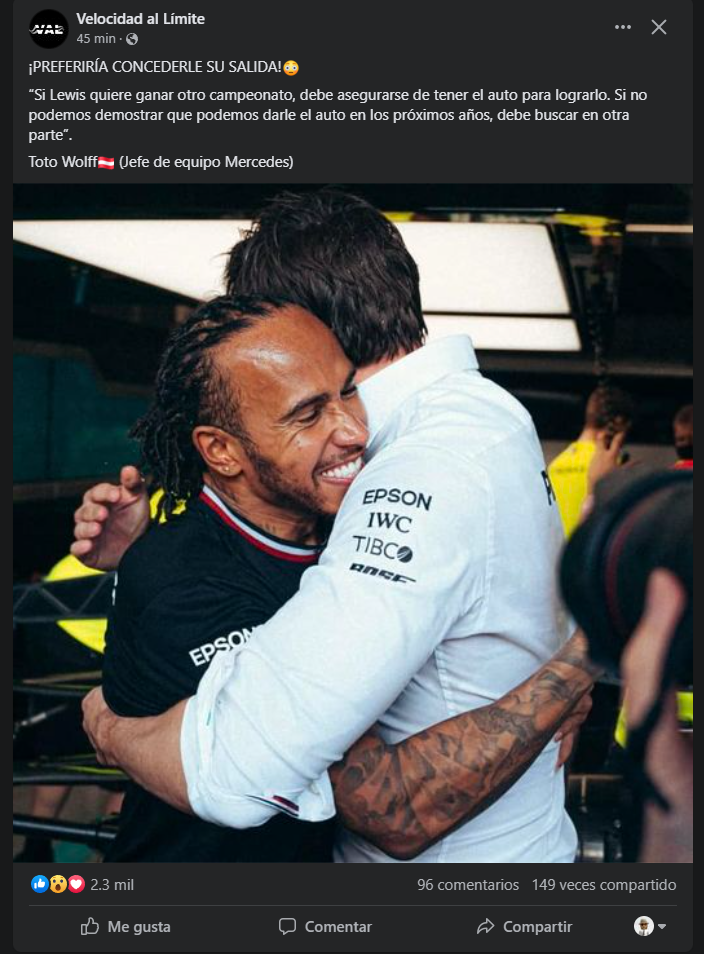 Velocidad al Límite
45 min ·
¡PREFERIRÍA CONCEDERLE SU SALIDA!😳
“Si Lewis quiere ganar otro campeonato, debe asegurarse de tener el auto para lograrlo. Si no
podemos demostrar que podemos darle el auto en los próximos años, debe buscar en otra
parte”.
Toto Wolff🇦🇹 (Jefe de equipo Mercedes)
EPSON
IWC
TIBCO
BOSE
EPSON
2.3 mil
96 comentarios 149 veces compartido
Me gusta Comentar Compartir